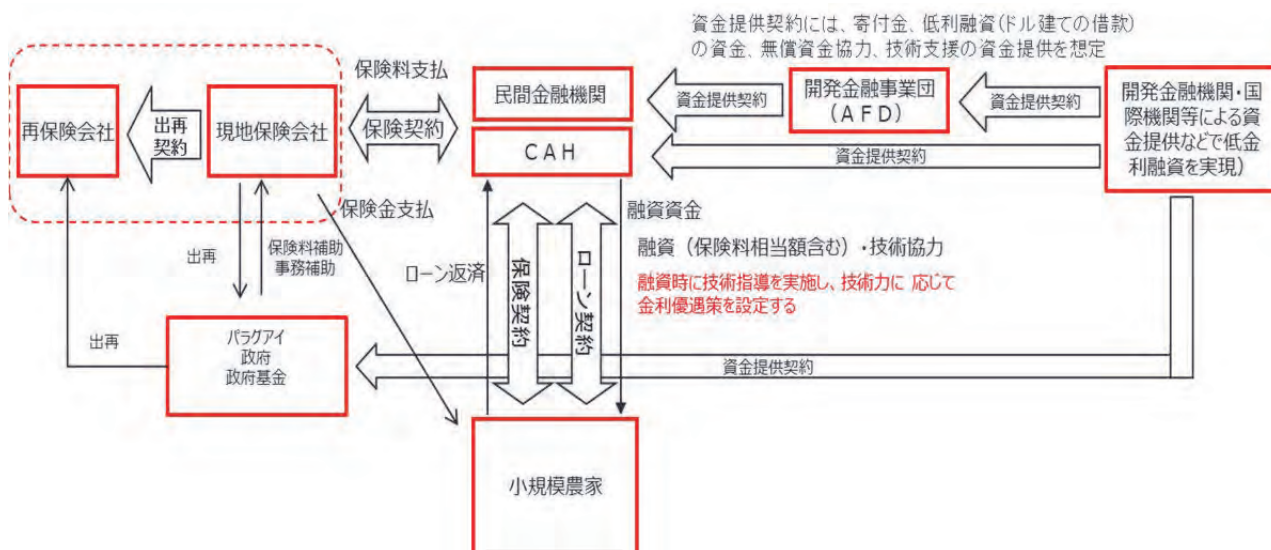 資金提供契約には、寄付金、低利融資(ドル建ての借款)
の資金、無償資金協力、技術支援の資金提供を想定
保険料支払
再保険会社
出再
契約
現地保険会社
保険契約
民間金融機関
CAH
資金提供契約
開発金融事業団
(AFD)
資金提供契約
開発金融機関・国
際機関等による資
金提供などで低金
利融資を実現)
資金提供契約
保険金支払
出再
保険料補助
事務補助
ローン返済
保険契約
ローン契約
融資資金
融資（保険料相当額含む）・技術協力
融資時に技術指導を実施し、技術力に 応じて
金利優遇策を設定する
出再
パラグアイ
政府
政府基金
資金提供契約
小規模農家